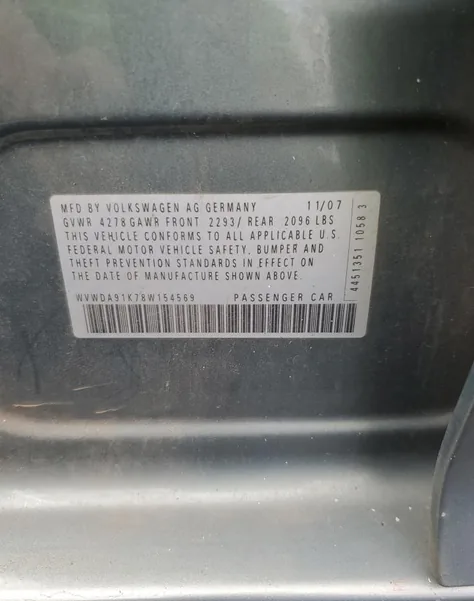 MFD BY VOLKSWAGEN AG GERMANY 11/07
GVWR 4278 GAWR FRONT 2293/ REAR 2096 LBS
THIS VEHICLE CONFORMS TO ALL APPLICABLE U.S.
FEDERAL MOTOR VEHICLE SAFETY, BUMPER AND
THEFT PREVENTION STANDARDS IN EFFECT ON
THE DATE OF MANUFACTURE SHOWN ABOVE.
WVWDA91K78W154569 PASSENGER CAR
4451351 1058 3